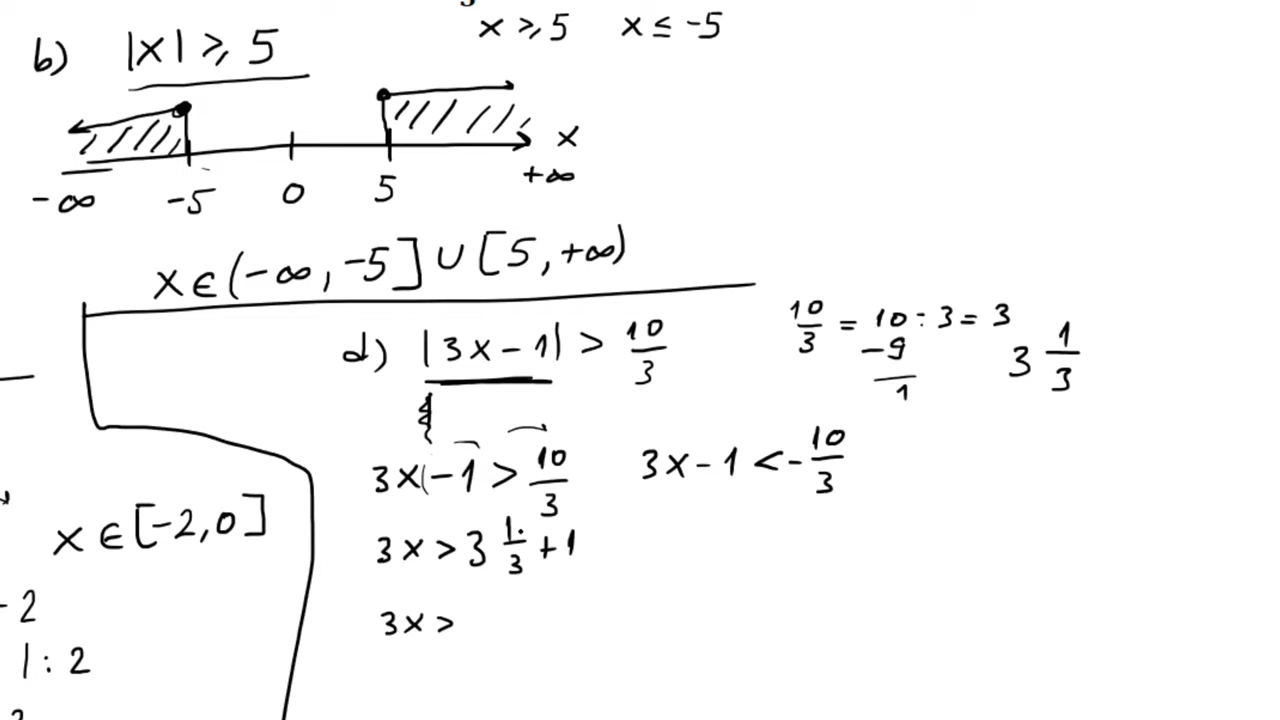 x ≥ 5 x ≤ -5
b) |x| ≥ 5
x
-∞ -5 0 5 +∞
x ∈ (-∞, -5] ∪ [5, +∞)
d) |3x - 1| > 10/3
10/3 = 10 : 3 = 3
-9
1
3 1/3
3x - 1 > 10/3 3x - 1 < - 10/3
3x > 3 1/3 + 1
3x >
x ∈ [-2, 0]
- 2
1 : 2